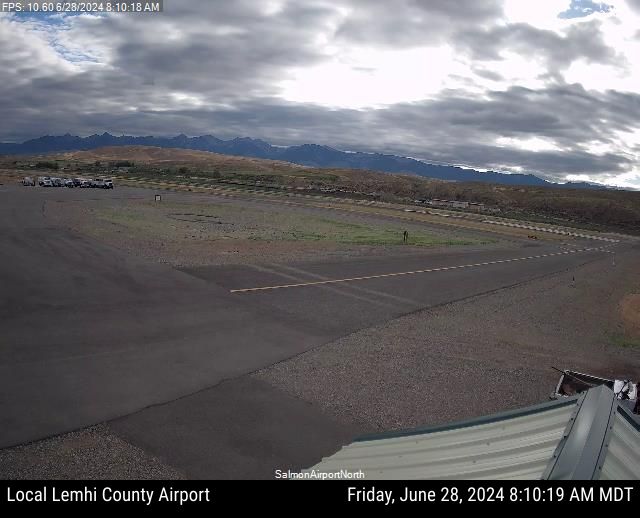 FPS: 10.60 6/28/2024 8:10:18 AM
SalmonAirportNorth
Local Lemhi County Airport
Friday, June 28, 2024 8:10:19 AM MDT